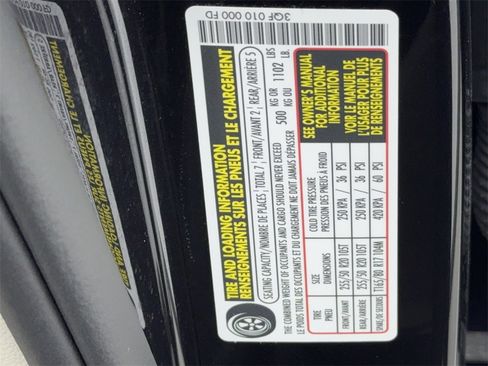 3QF 010 000 FD
TIRE AND LOADING INFORMATION
RENSEIGNEMENTS SUR LES PNEUS ET LE CHARGEMENT
SEATING CAPACITY/NOMBRE DE PLACES | TOTAL 7 | FRONT/AVANT 2 | REAR/ARRIÈRE 5
THE COMBINED WEIGHT OF OCCUPANTS AND CARGO SHOULD NEVER EXCEED 500 KG OR 1102 LBS
LE POIDS TOTAL DES OCCUPANTS ET DU CHARGEMENT NE DOIT JAMAIS DÉPASSER 500 KG OU 1102 LB.
TIRE SIZE COLD TIRE PRESSURE
DIMENSIONS PRESSION DES PNEUS À FROID
FRONT/AVANT 255/50 R20 105T 250 KPA / 36 PSI
REAR/ARRIÈRE 255/50 R20 105T 250 KPA / 36 PSI
SPARE/DE SECOURS T165/80 R17 104M 420 KPA / 60 PSI
SEE OWNER'S MANUAL
FOR ADDITIONAL
INFORMATION
VOIR LE MANUEL DE
L'USAGER POUR PLUS
DE RENSEIGNEMENTS